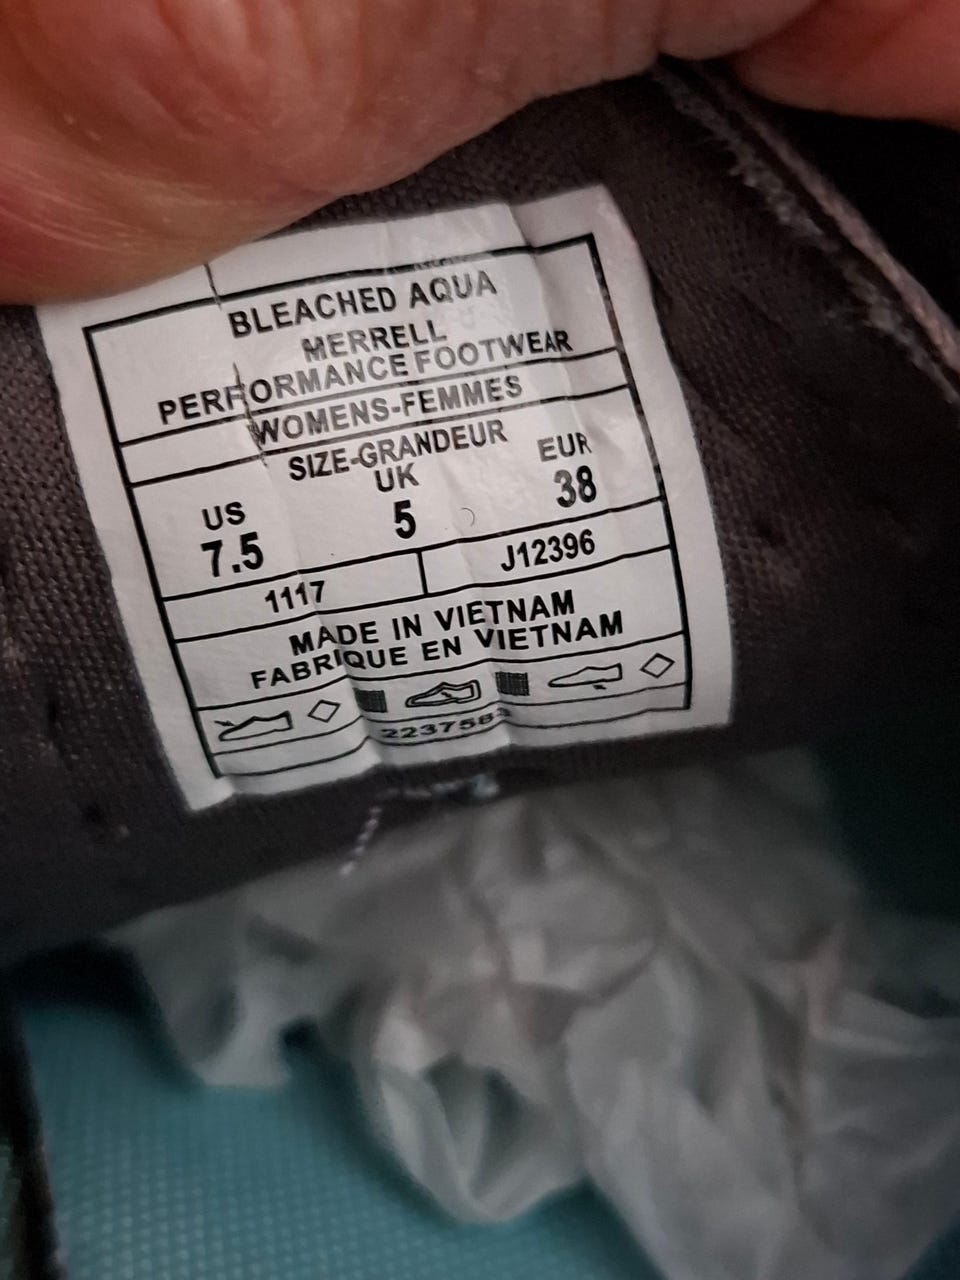 BLEACHED AQUA
MERRELL
PERFORMANCE FOOTWEAR
WOMENS-FEMMES
SIZE-GRANDEUR
US UK EUR
7.5 5 38
1117 J12396
MADE IN VIETNAM
FABRIQUE EN VIETNAM